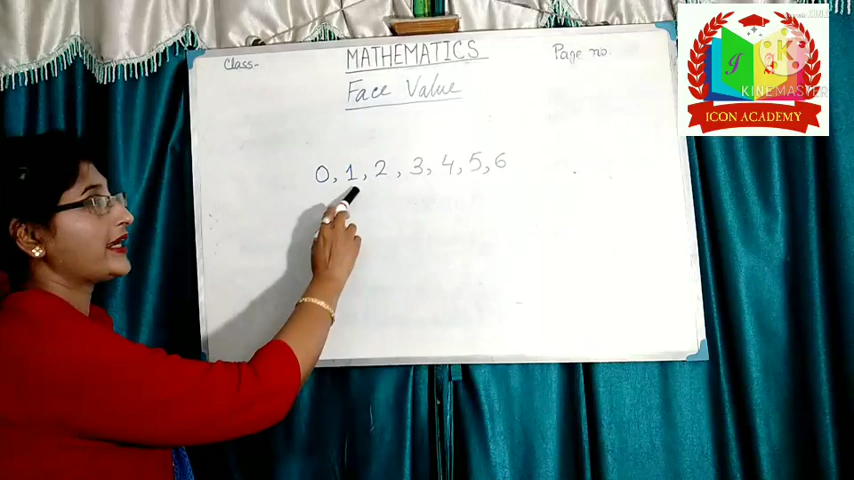 Class-
MATHEMATICS
Page no.
Face Value
0, 1, 2, 3, 4, 5, 6
KINEMASTER
ICON ACADEMY